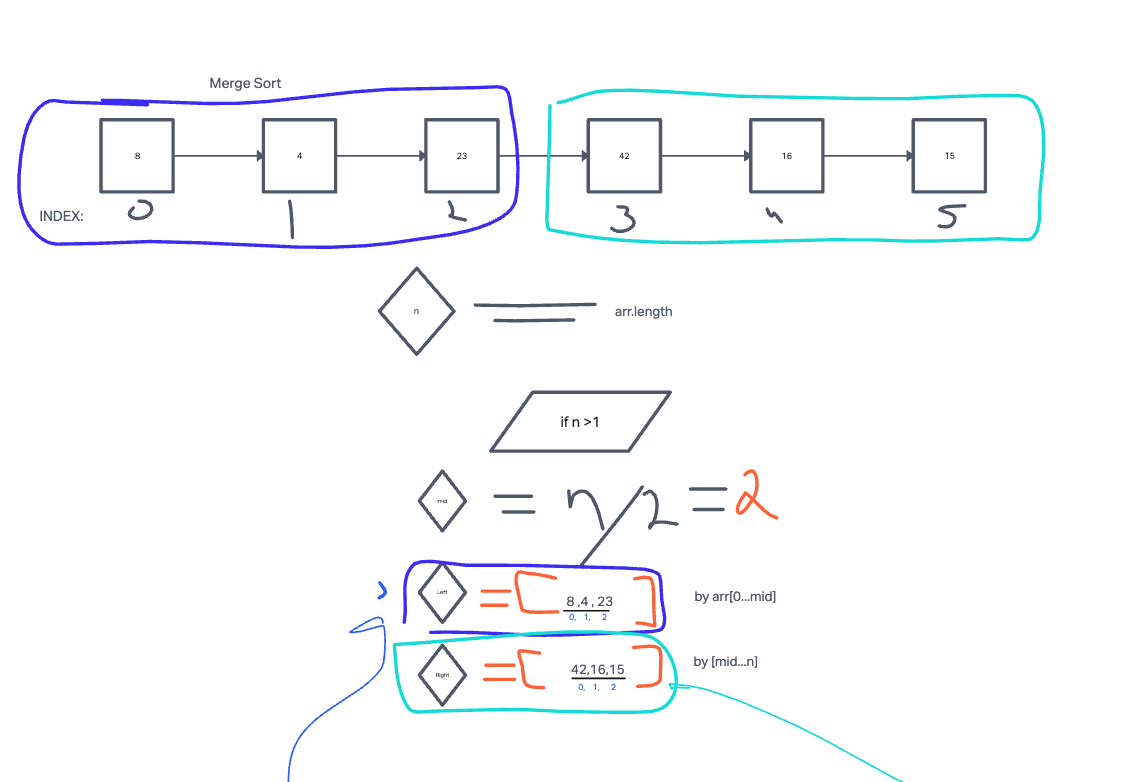 Merge Sort
8 4 23 42 16 15
INDEX: 0 1 2 3 4 5
n = arr.length
if n >1
mid = n/2 = 2
Left = [ 8 ,4 , 23 ] by arr[0...mid]
0, 1, 2
Right = [ 42,16,15 ] by [mid...n]
0, 1, 2